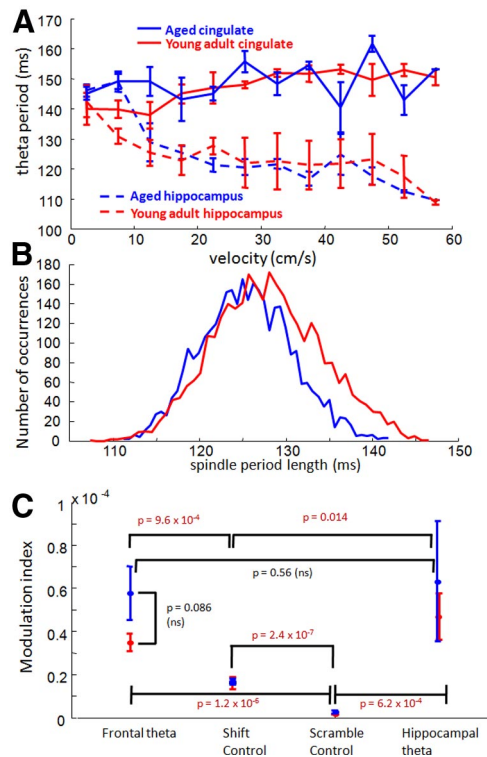 A
170
160
150
140
130
120
110
100
theta period (ms)
Aged cingulate
Young adult cingulate
Aged hippocampus
Young adult hippocampus
0 10 20 30 40 50 60
velocity (cm/s)
B
180
160
140
120
100
80
60
40
20
0
Number of occurrences
110 120 130 140 150
spindle period length (ms)
C
x 10⁻⁴
1
0.8
0.6
0.4
0.2
0
Modulation index
p = 9.6 x 10⁻⁴
p = 0.014
p = 0.56 (ns)
p = 0.086
(ns)
p = 2.4 x 10⁻⁷
p = 1.2 x 10⁻⁶
p = 6.2 x 10⁻⁴
Frontal theta
Shift
Control
Scramble
Control
Hippocampal
theta